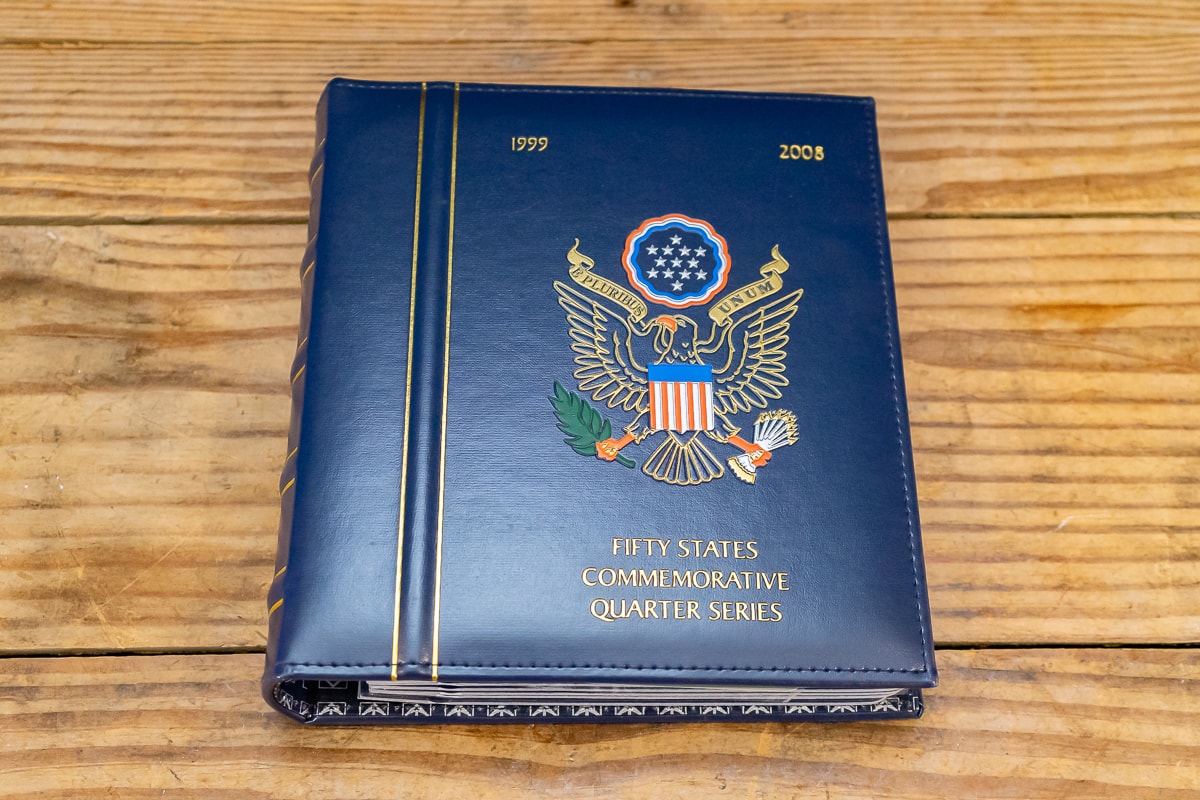 1999
2008
E PLURIBUS
UNUM
FIFTY STATES
COMMEMORATIVE
QUARTER SERIES